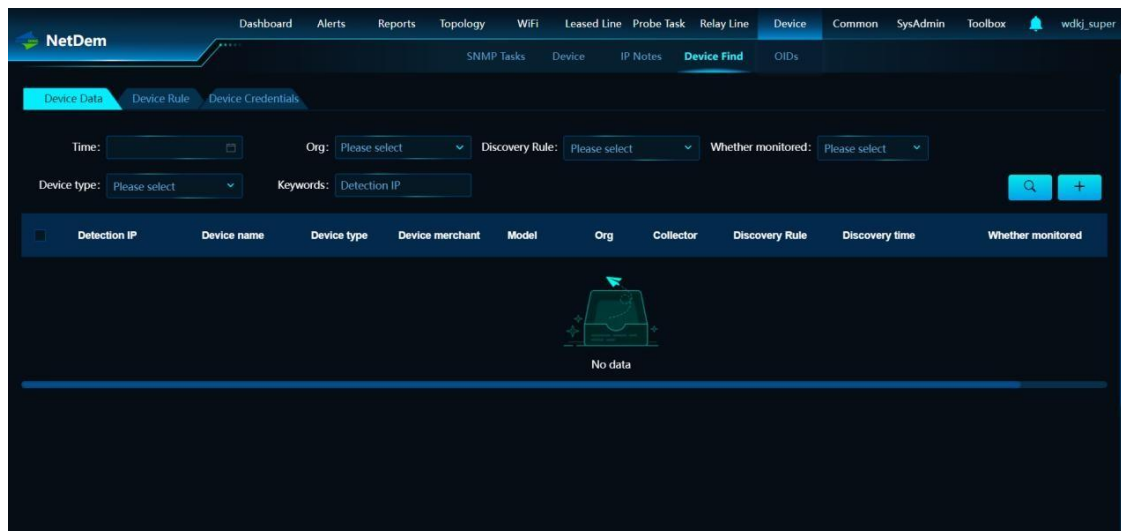 NetDem
Dashboard Alerts Reports Topology WiFi Leased Line Probe Task Relay Line Device Common SysAdmin Toolbox wdkj_super
SNMP Tasks Device IP Notes Device Find OIDs
Device Data Device Rule Device Credentials
Time: Org: Please select Discovery Rule: Please select Whether monitored: Please select
Device type: Please select Keywords: Detection IP
Detection IP Device name Device type Device merchant Model Org Collector Discovery Rule Discovery time Whether monitored
No data